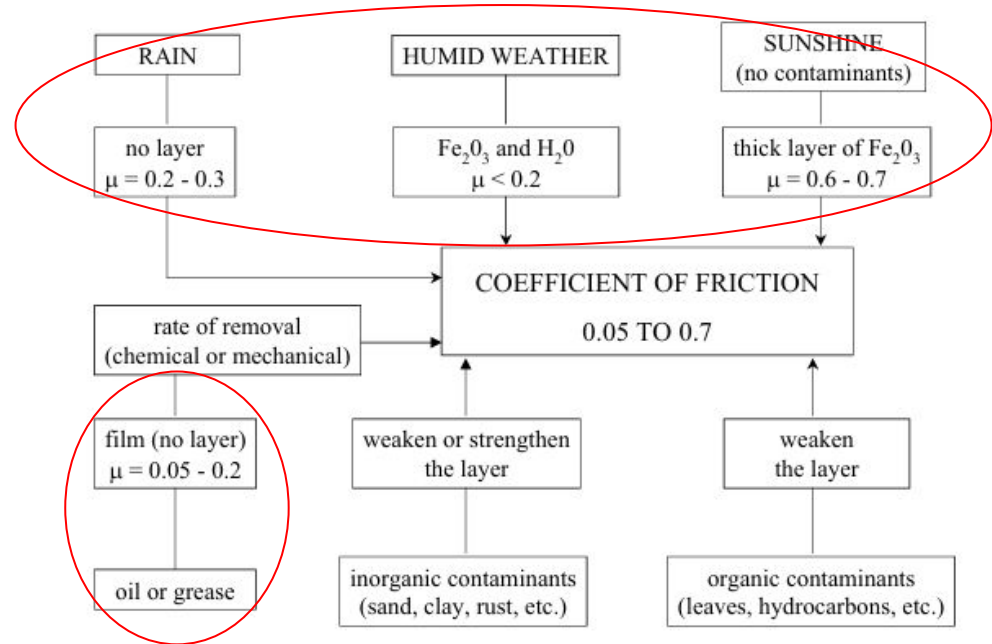 RAIN
HUMID WEATHER
SUNSHINE
(no contaminants)
no layer
μ = 0.2 - 0.3
Fe₂0₃ and H₂0
μ < 0.2
thick layer of Fe₂0₃
μ = 0.6 - 0.7
COEFFICIENT OF FRICTION
0.05 TO 0.7
rate of removal
(chemical or mechanical)
film (no layer)
μ = 0.05 - 0.2
weaken or strengthen
the layer
weaken
the layer
oil or grease
inorganic contaminants
(sand, clay, rust, etc.)
organic contaminants
(leaves, hydrocarbons, etc.)